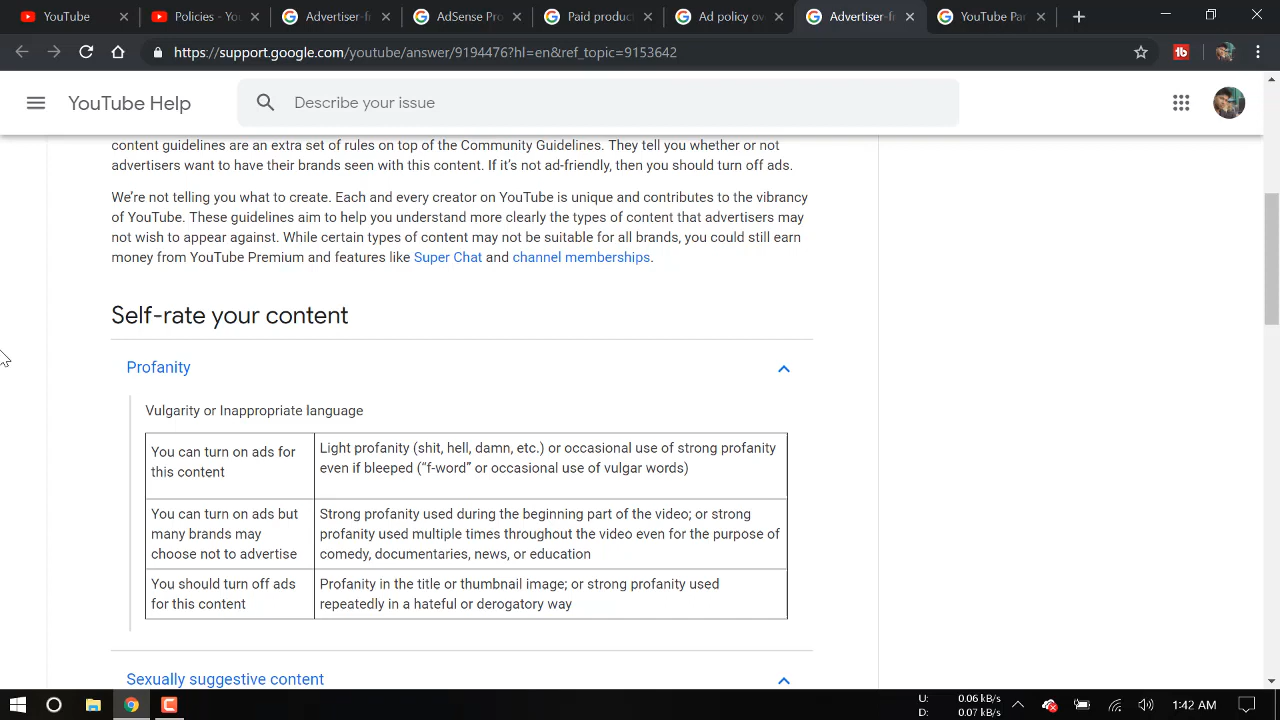 YouTube
Policies - You
Advertiser-fr
AdSense Pro
Paid produc
Ad policy ov
Advertiser-f
YouTube Par
https://support.google.com/youtube/answer/9194476?hl=en&ref_topic=9153642
YouTube Help
Describe your issue
content guidelines are an extra set of rules on top of the Community Guidelines. They tell you whether or not
advertisers want to have their brands seen with this content. If it’s not ad-friendly, then you should turn off ads.
We’re not telling you what to create. Each and every creator on YouTube is unique and contributes to the vibrancy
of YouTube. These guidelines aim to help you understand more clearly the types of content that advertisers may
not wish to appear against. While certain types of content may not be suitable for all brands, you could still earn
money from YouTube Premium and features like Super Chat and channel memberships.
Self-rate your content
Profanity
Vulgarity or Inappropriate language
You can turn on ads for
this content
Light profanity (shit, hell, damn, etc.) or occasional use of strong profanity
even if bleeped (“f-word” or occasional use of vulgar words)
You can turn on ads but
many brands may
choose not to advertise
Strong profanity used during the beginning part of the video; or strong
profanity used multiple times throughout the video even for the purpose of
comedy, documentaries, news, or education
You should turn off ads
for this content
Profanity in the title or thumbnail image; or strong profanity used
repeatedly in a hateful or derogatory way
Sexually suggestive content
U: 0.06 kB/s
D: 0.07 kB/s
1:42 AM